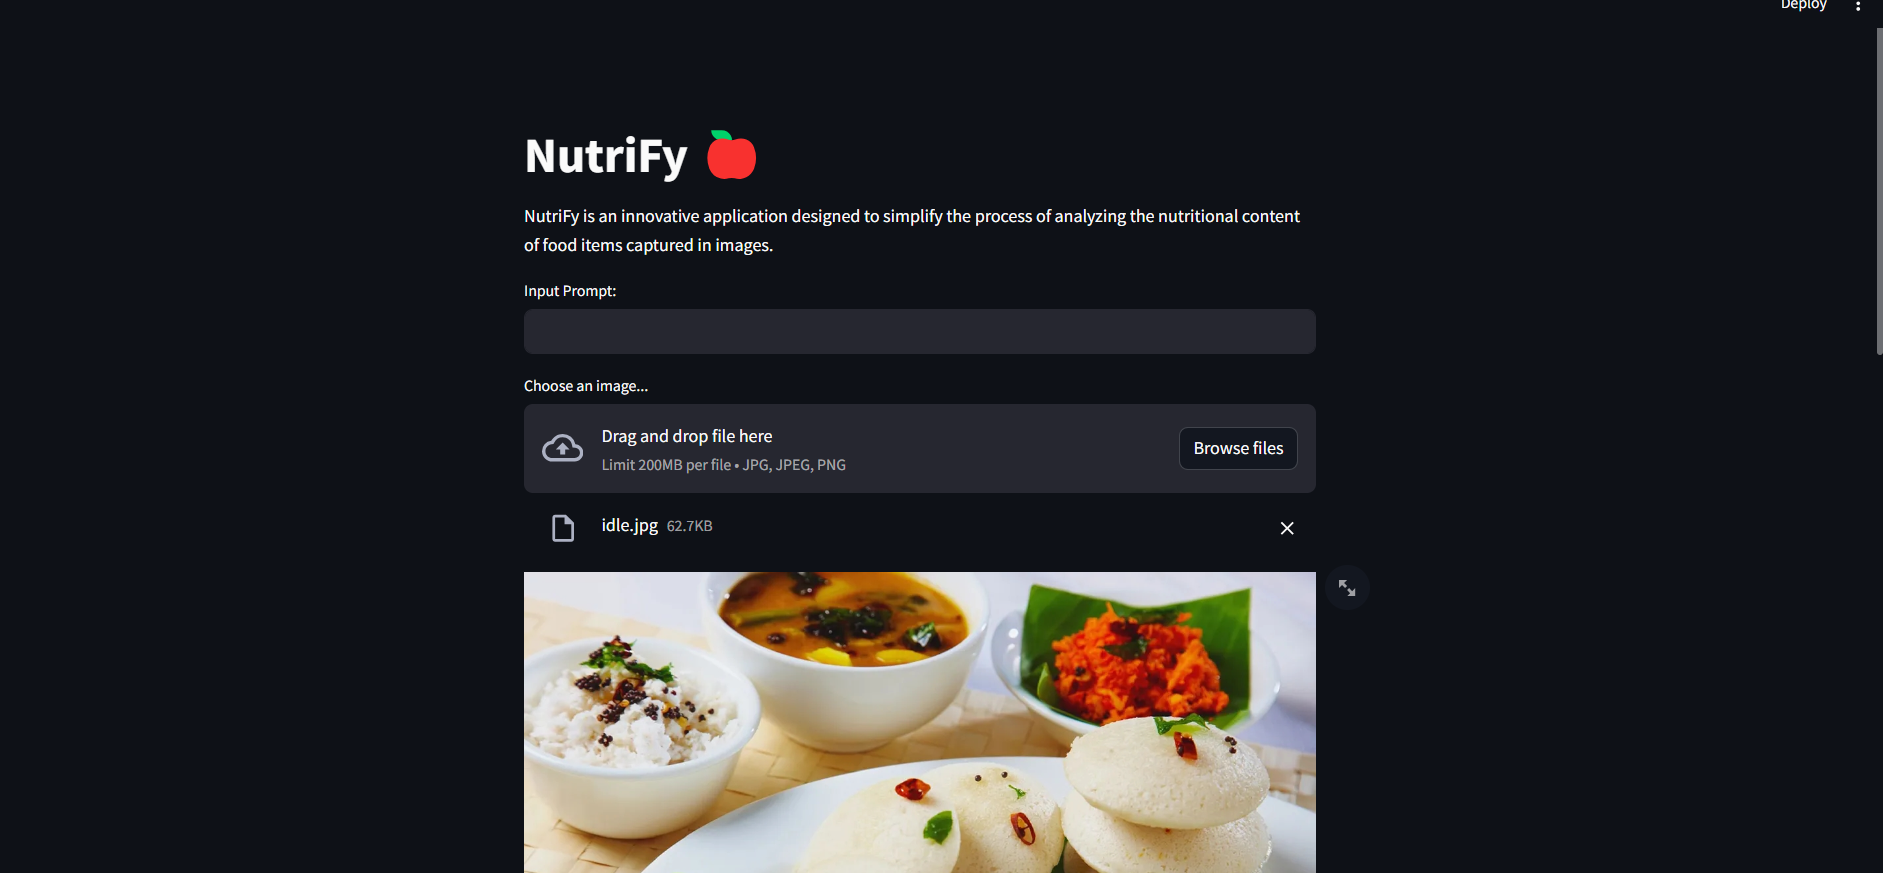 Deploy
NutriFy
NutriFy is an innovative application designed to simplify the process of analyzing the nutritional content
of food items captured in images.
Input Prompt:
Choose an image...
Drag and drop file here
Limit 200MB per file • JPG, JPEG, PNG
Browse files
idle.jpg 62.7KB